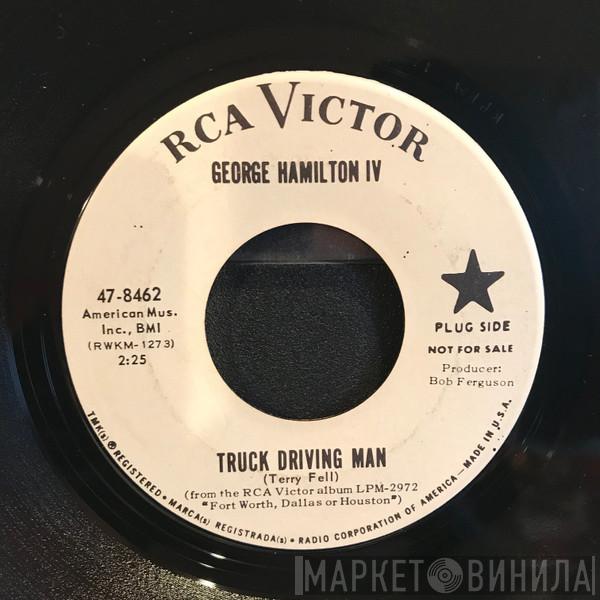 RCA VICTOR
GEORGE HAMILTON IV
47-8462
American Mus.
Inc., BMI
(RWKM-1273)
2:25
PLUG SIDE
NOT FOR SALE
Producer:
Bob Ferguson
TRUCK DRIVING MAN
(Terry Fell)
(from the RCA Victor album LPM-2972
"Fort Worth, Dallas or Houston")
TMK(s) ® REGISTERED • MARCA(s) REGISTRADA(s) • RADIO CORPORATION OF AMERICA — MADE IN U.S.A.
МАРКЕТ ВИНИЛА